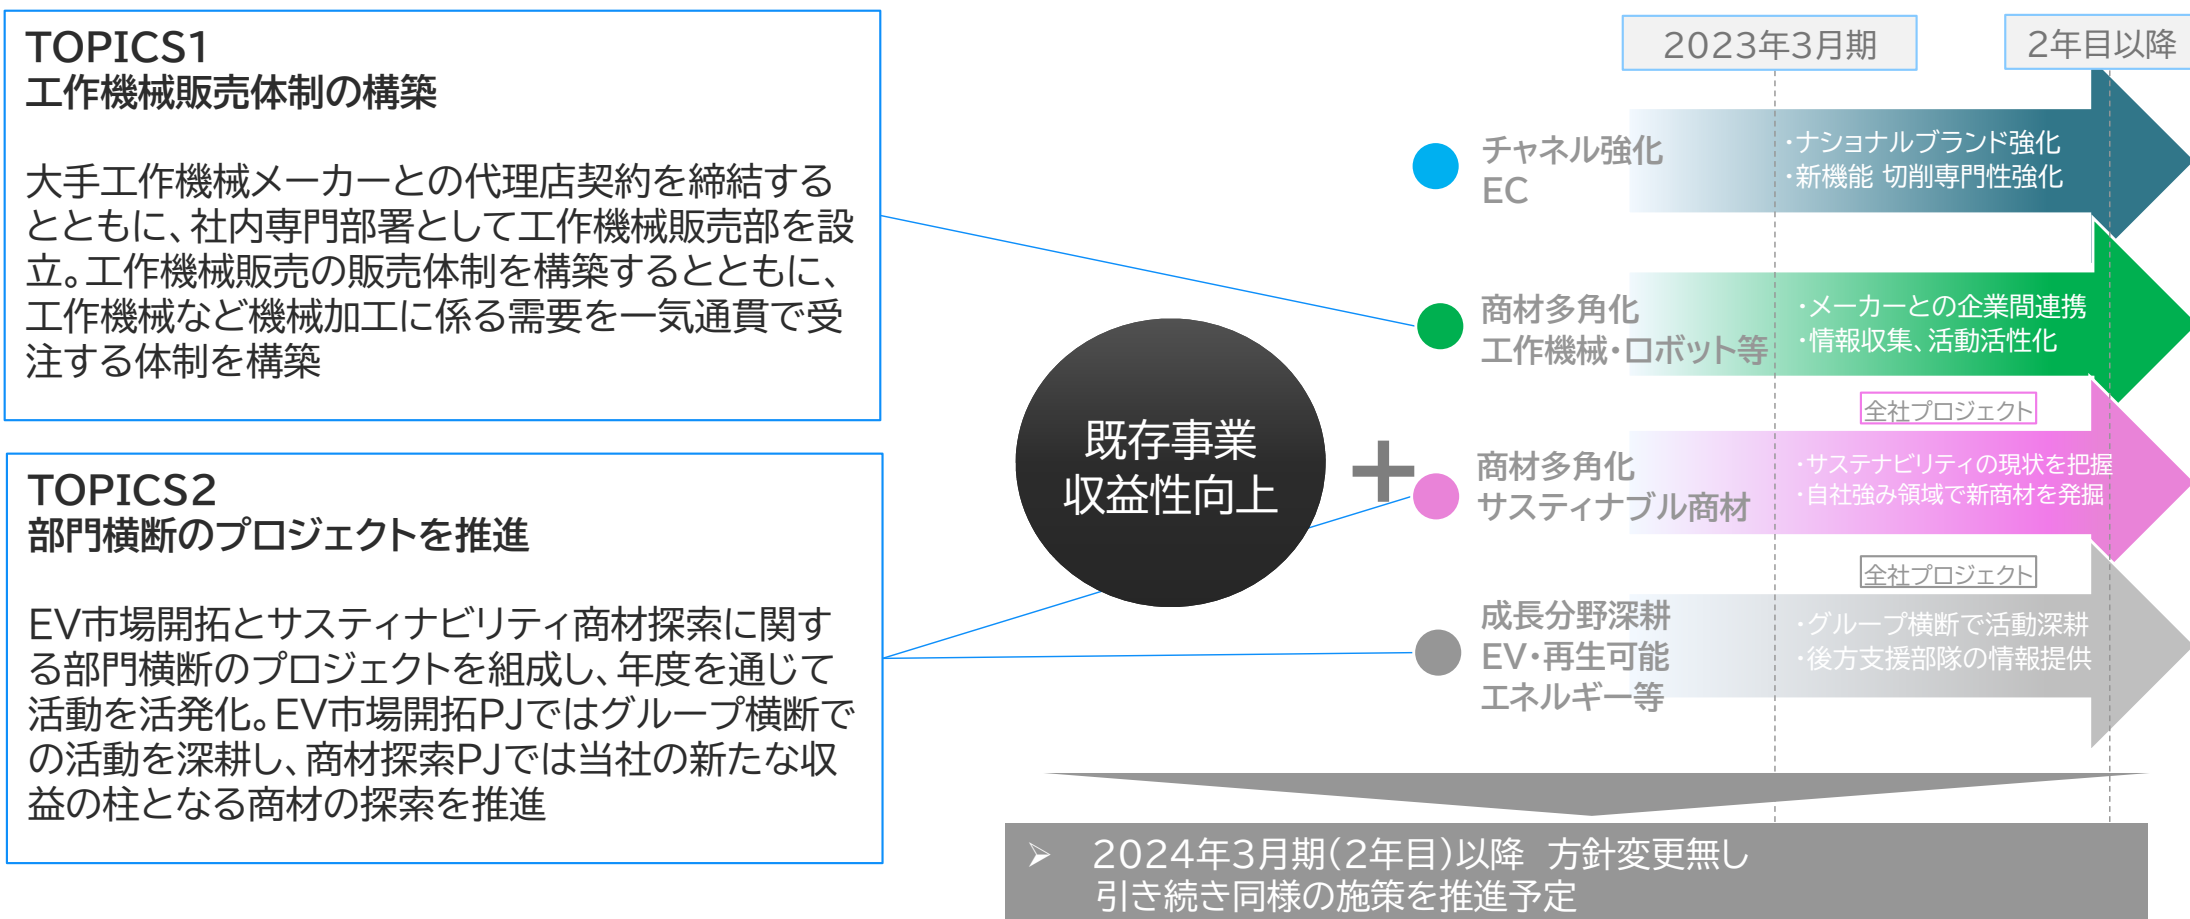 TOPICS1
工作機械販売体制の構築
大手工作機械メーカーとの代理店契約を締結する
とともに、社内専門部署として工作機械販売部を設
立。工作機械販売の販売体制を構築するとともに、
工作機械など機械加工に係る需要を一気通貫で受
注する体制を構築
TOPICS2
部門横断のプロジェクトを推進
EV市場開拓とサスティナビリティ商材探索に関す
る部門横断のプロジェクトを組成し、年度を通じて
活動を活発化。EV市場開拓PJではグループ横断で
の活動を深耕し、商材探索PJでは当社の新たな収
益の柱となる商材の探索を推進
既存事業
収益性向上
+
2023年3月期
2年目以降
チャネル強化
EC
・ナショナルブランド強化
・新機能 切削専門性強化
商材多角化
工作機械・ロボット等
・メーカーとの企業間連携
・情報収集、活動活性化
全社プロジェクト
商材多角化
サスティナブル商材
・サステナビリティの現状を把握
・自社強み領域で新商材を発掘
全社プロジェクト
成長分野深耕
EV・再生可能
エネルギー等
・グループ横断で活動深耕
・後方支援部隊の情報提供
➢ 2024年3月期(2年目)以降 方針変更無し
引き続き同様の施策を推進予定